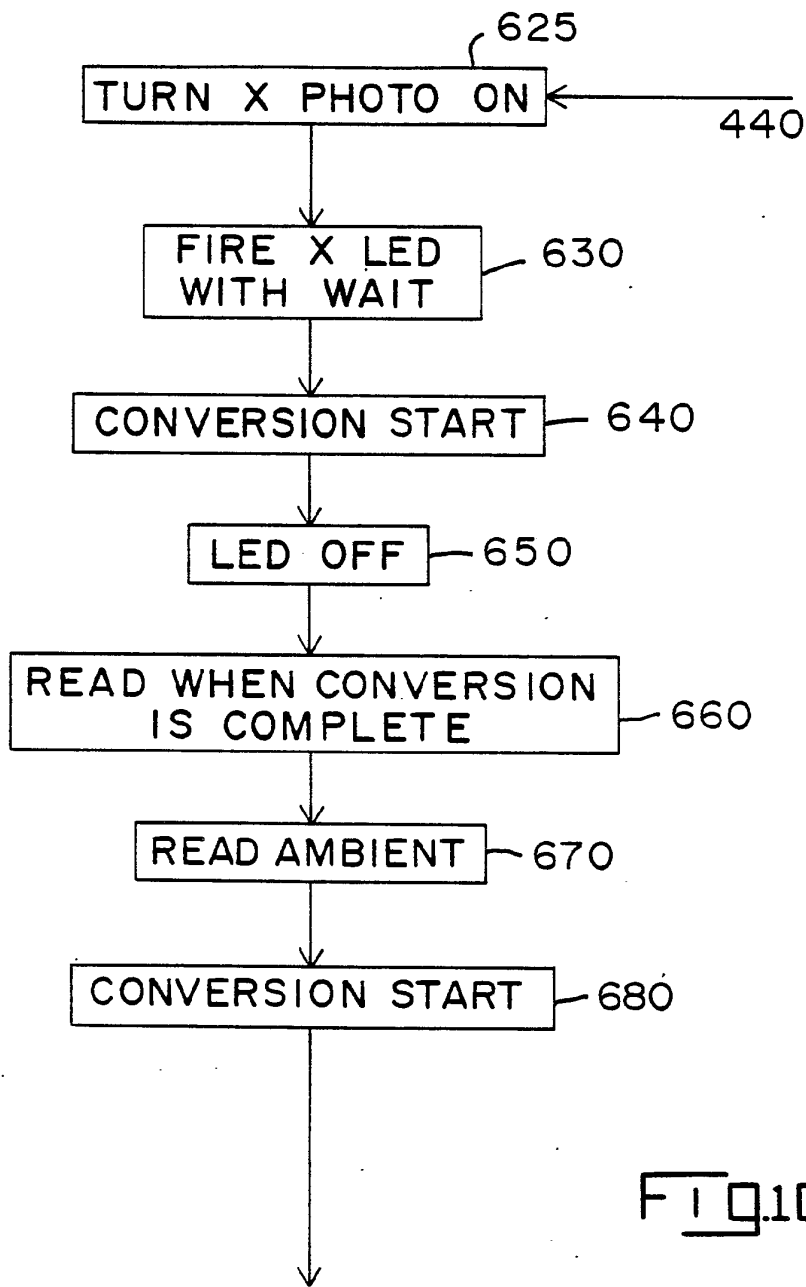 625
TURN X PHOTO ON
440
FIRE X LED
WITH WAIT
630
CONVERSION START
640
LED OFF
650
READ WHEN CONVERSION
IS COMPLETE
660
READ AMBIENT
670
CONVERSION START
680